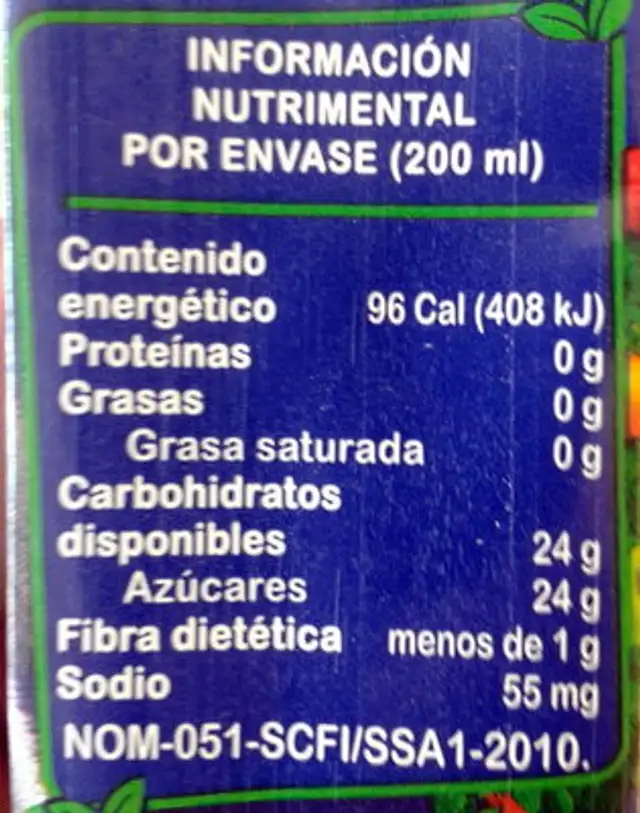 INFORMACIÓN
NUTRIMENTAL
POR ENVASE (200 ml)
Contenido
energético 96 Cal (408 kJ)
Proteínas 0 g
Grasas 0 g
Grasa saturada 0 g
Carbohidratos
disponibles 24 g
Azúcares 24 g
Fibra dietética menos de 1 g
Sodio 55 mg
NOM-051-SCFI/SSA1-2010.